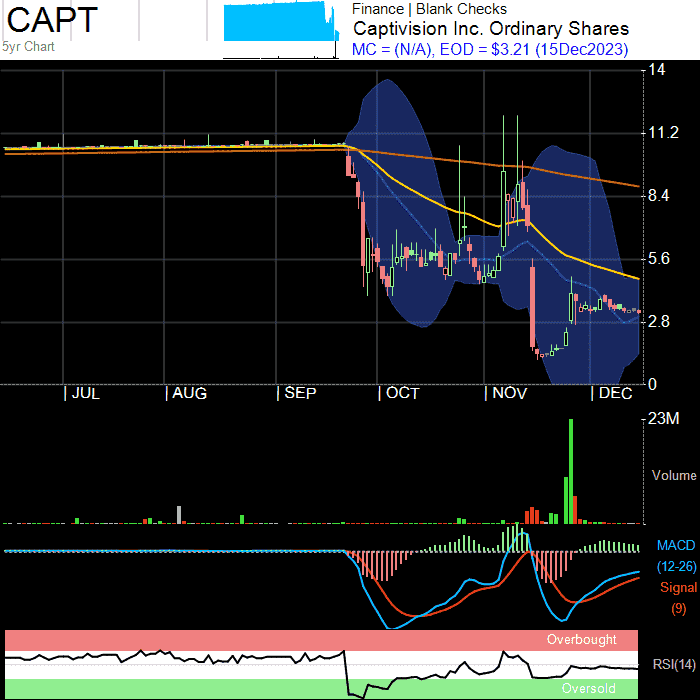 CAPT
5yr Chart
Finance | Blank Checks
Captivision Inc. Ordinary Shares
MC = (N/A), EOD = $3.21 (15Dec2023)
14
11.2
8.4
5.6
2.8
0
| JUL | AUG | SEP | OCT | NOV | DEC
23M
Volume
MACD
(12-26)
Signal
(9)
Overbought
RSI(14)
Oversold